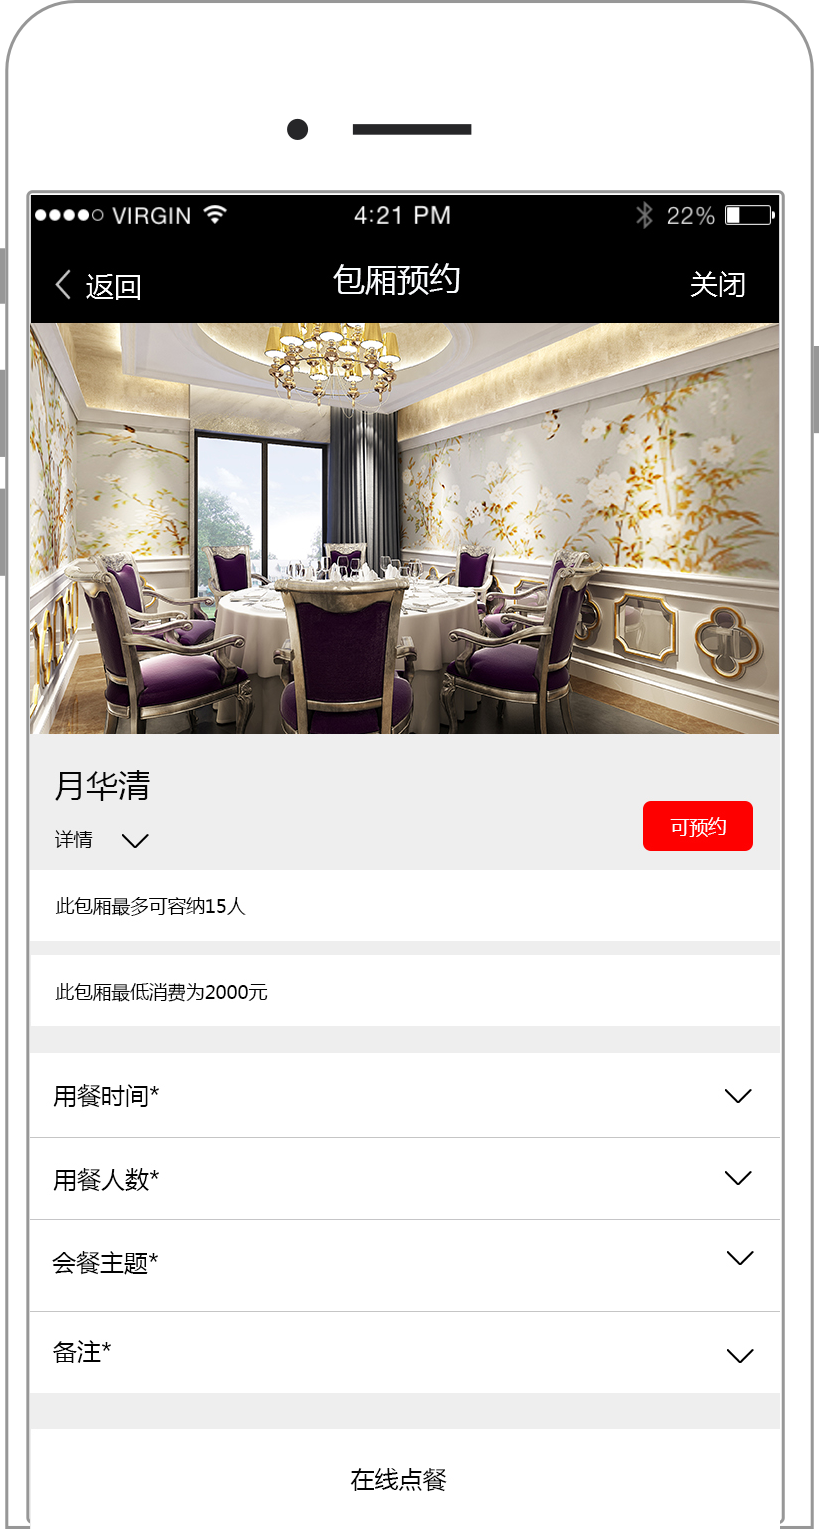 VIRGIN 4:21 PM 22%
返回 包厢预约 关闭
月华清
详情
可预约
此包厢最多可容纳15人
此包厢最低消费为2000元
用餐时间*
用餐人数*
会餐主题*
备注*
在线点餐